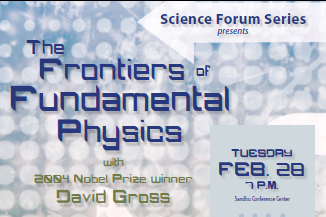 Science Forum Series
presents
The
Frontiers of
Fundamental
Physics
with
2004 Nobel Prize winner
David Gross
TUESDAY
FEB. 28
7 P.M.
Sandhu Conference Center